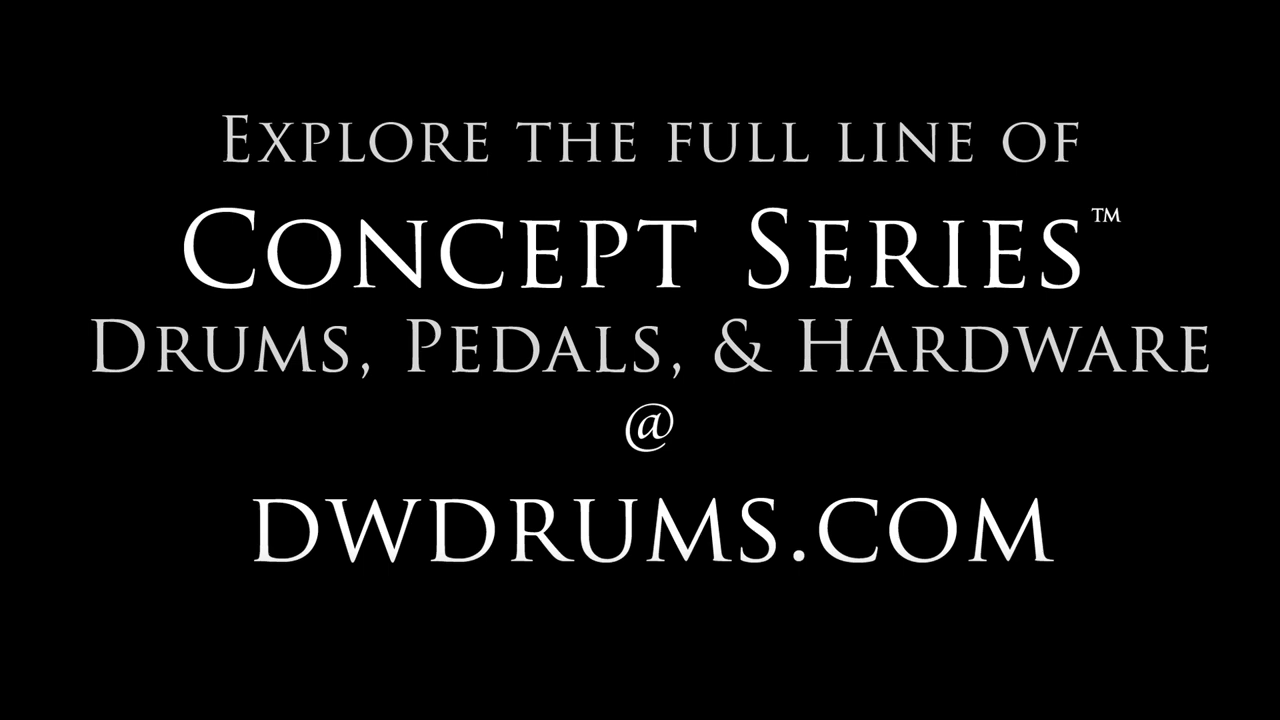 Explore the full line of
Concept Series™
Drums, Pedals, & Hardware
@
dwdrums.com